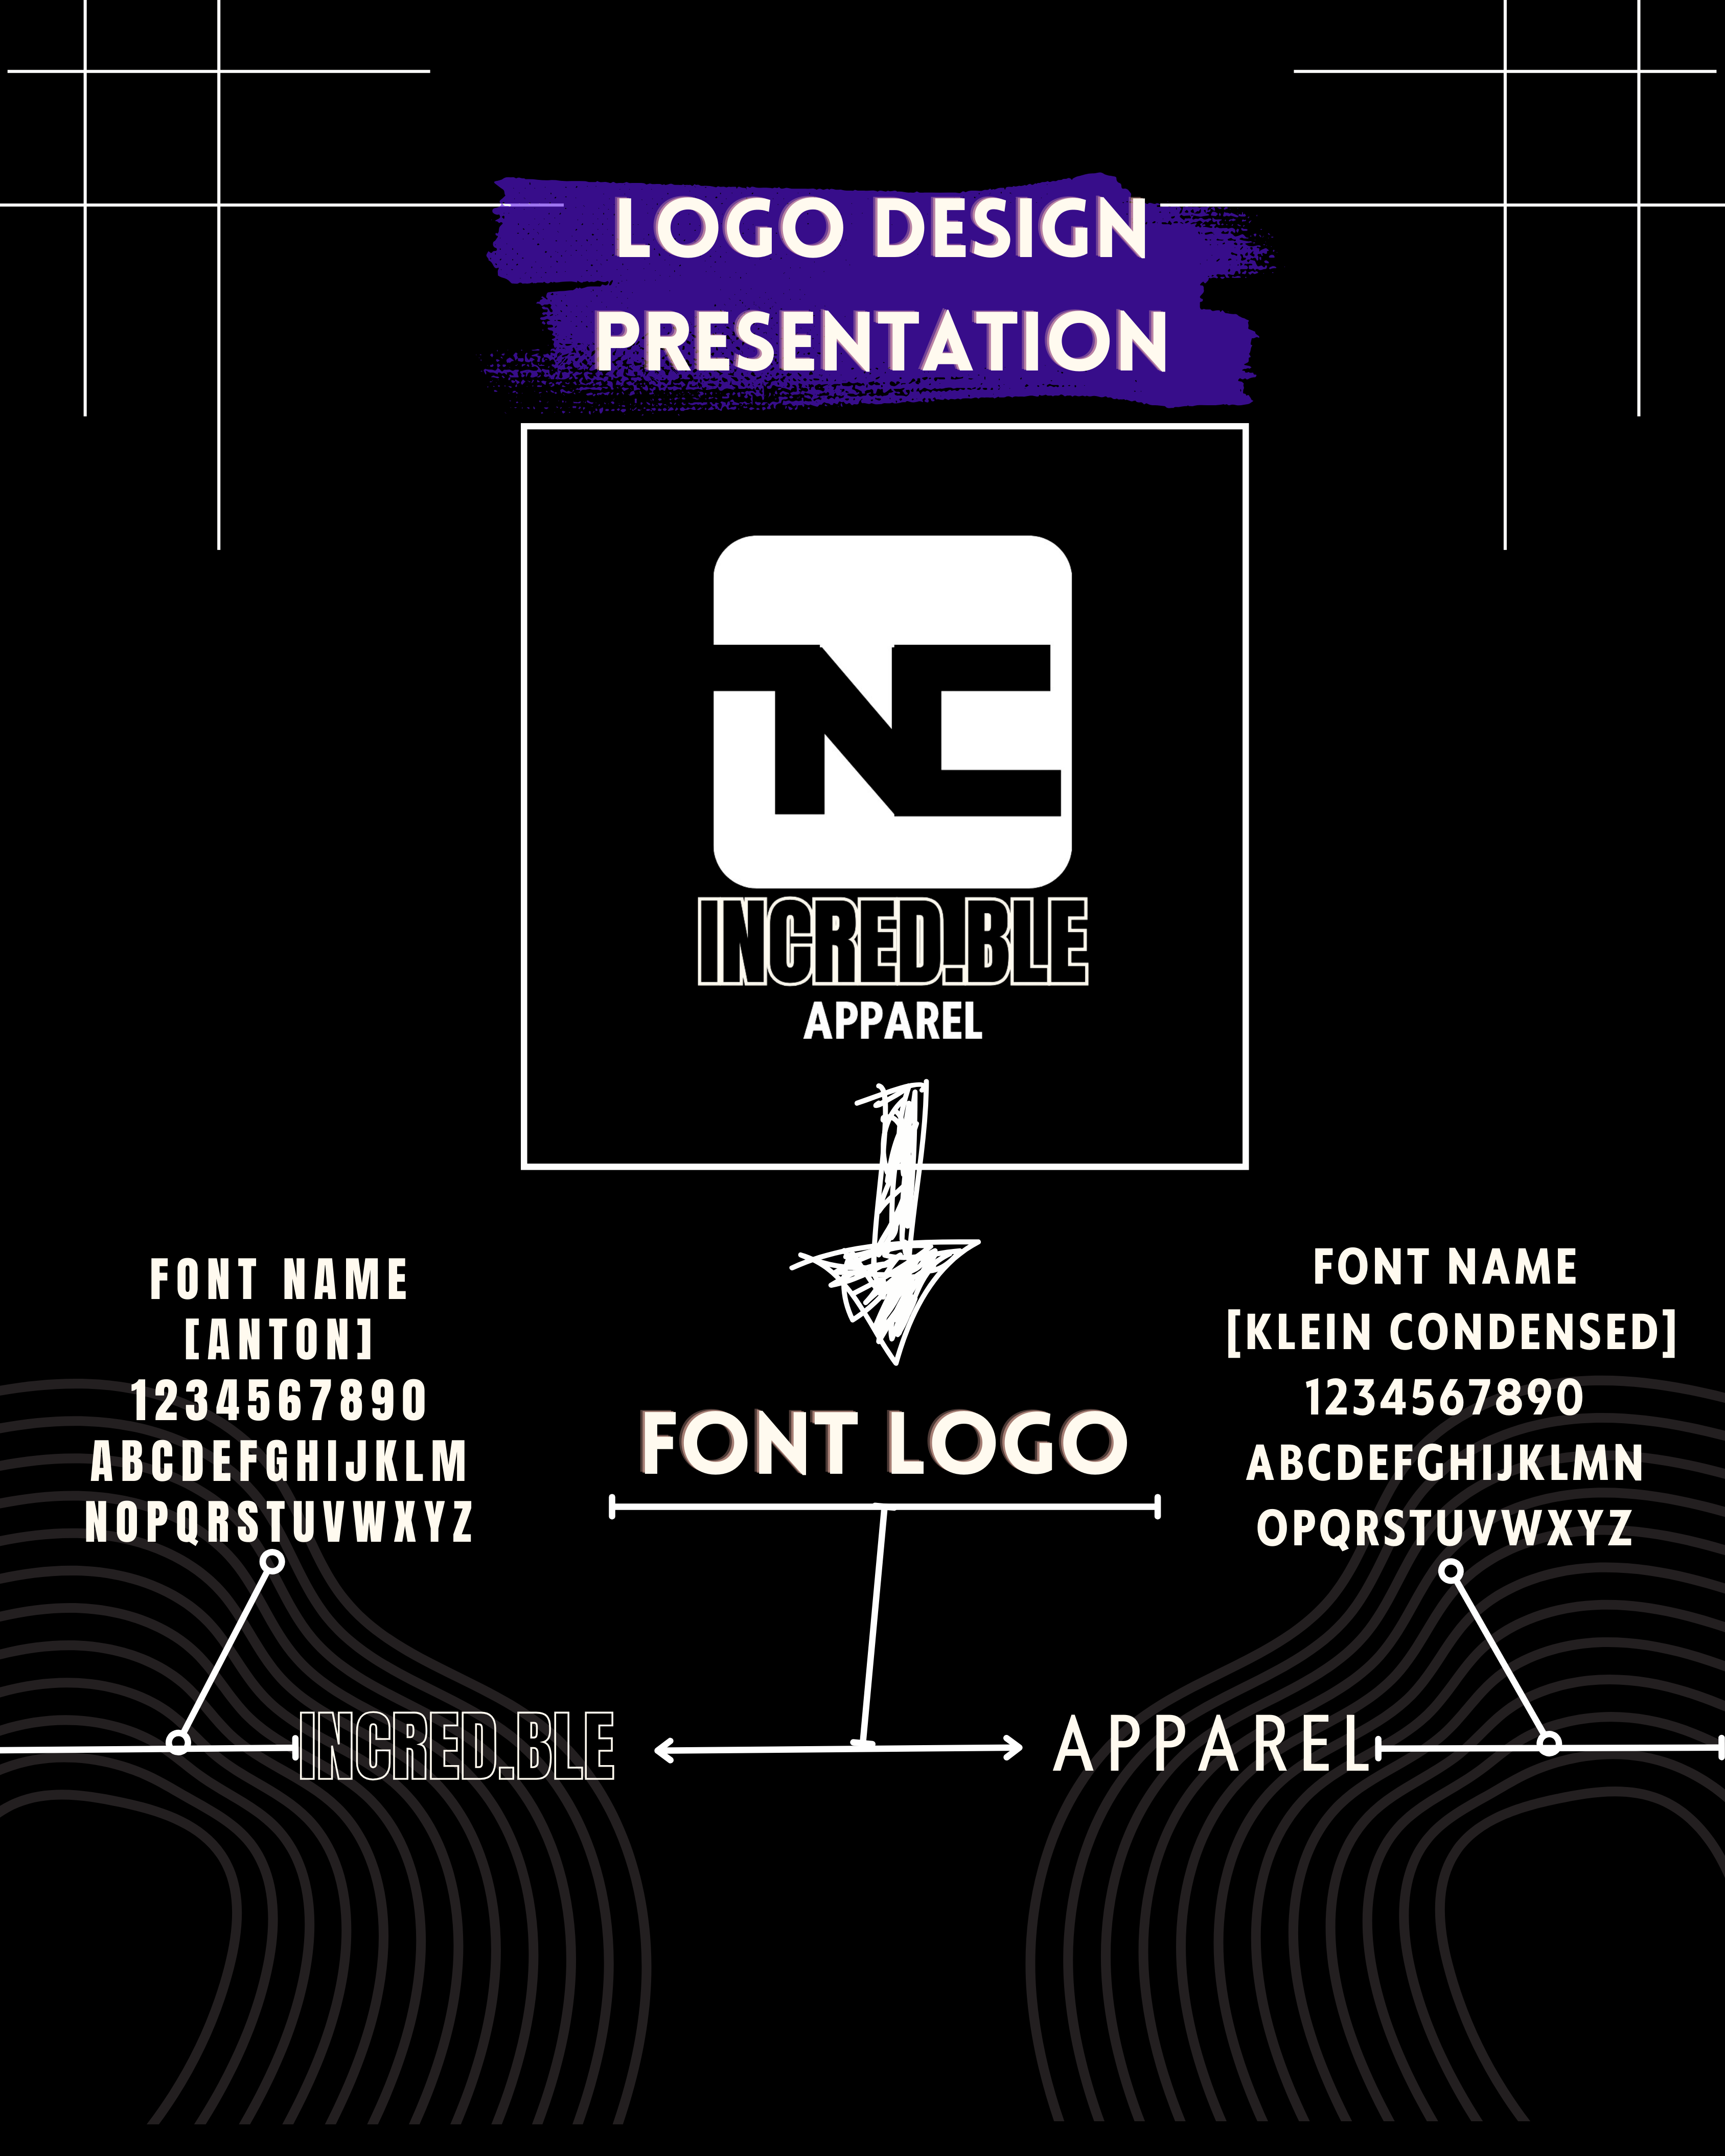 LOGO DESIGN
PRESENTATION
NC
INCRED.BLE
APPAREL
FONT NAME
[ANTON]
1234567890
ABCDEFGHIJKLM
NOPQRSTUVWXYZ
FONT NAME
[KLEIN CONDENSED]
1234567890
ABCDEFGHIJKLMN
OPQRSTUVWXYZ
FONT LOGO
INCRED.BLE
APPAREL